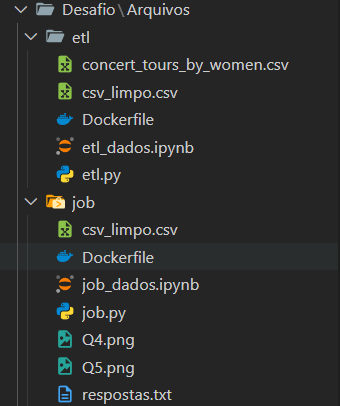 Desafio\Arquivos
etl
concert_tours_by_women.csv
csv_limpo.csv
Dockerfile
etl_dados.ipynb
etl.py
job
csv_limpo.csv
Dockerfile
job_dados.ipynb
job.py
Q4.png
Q5.png
respostas.txt